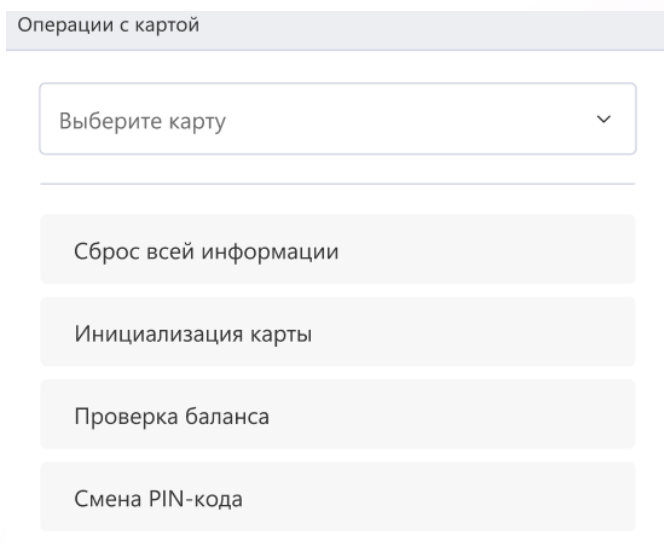 Операции с картой
Выберите карту
Сброс всей информации
Инициализация карты
Проверка баланса
Смена PIN-кода